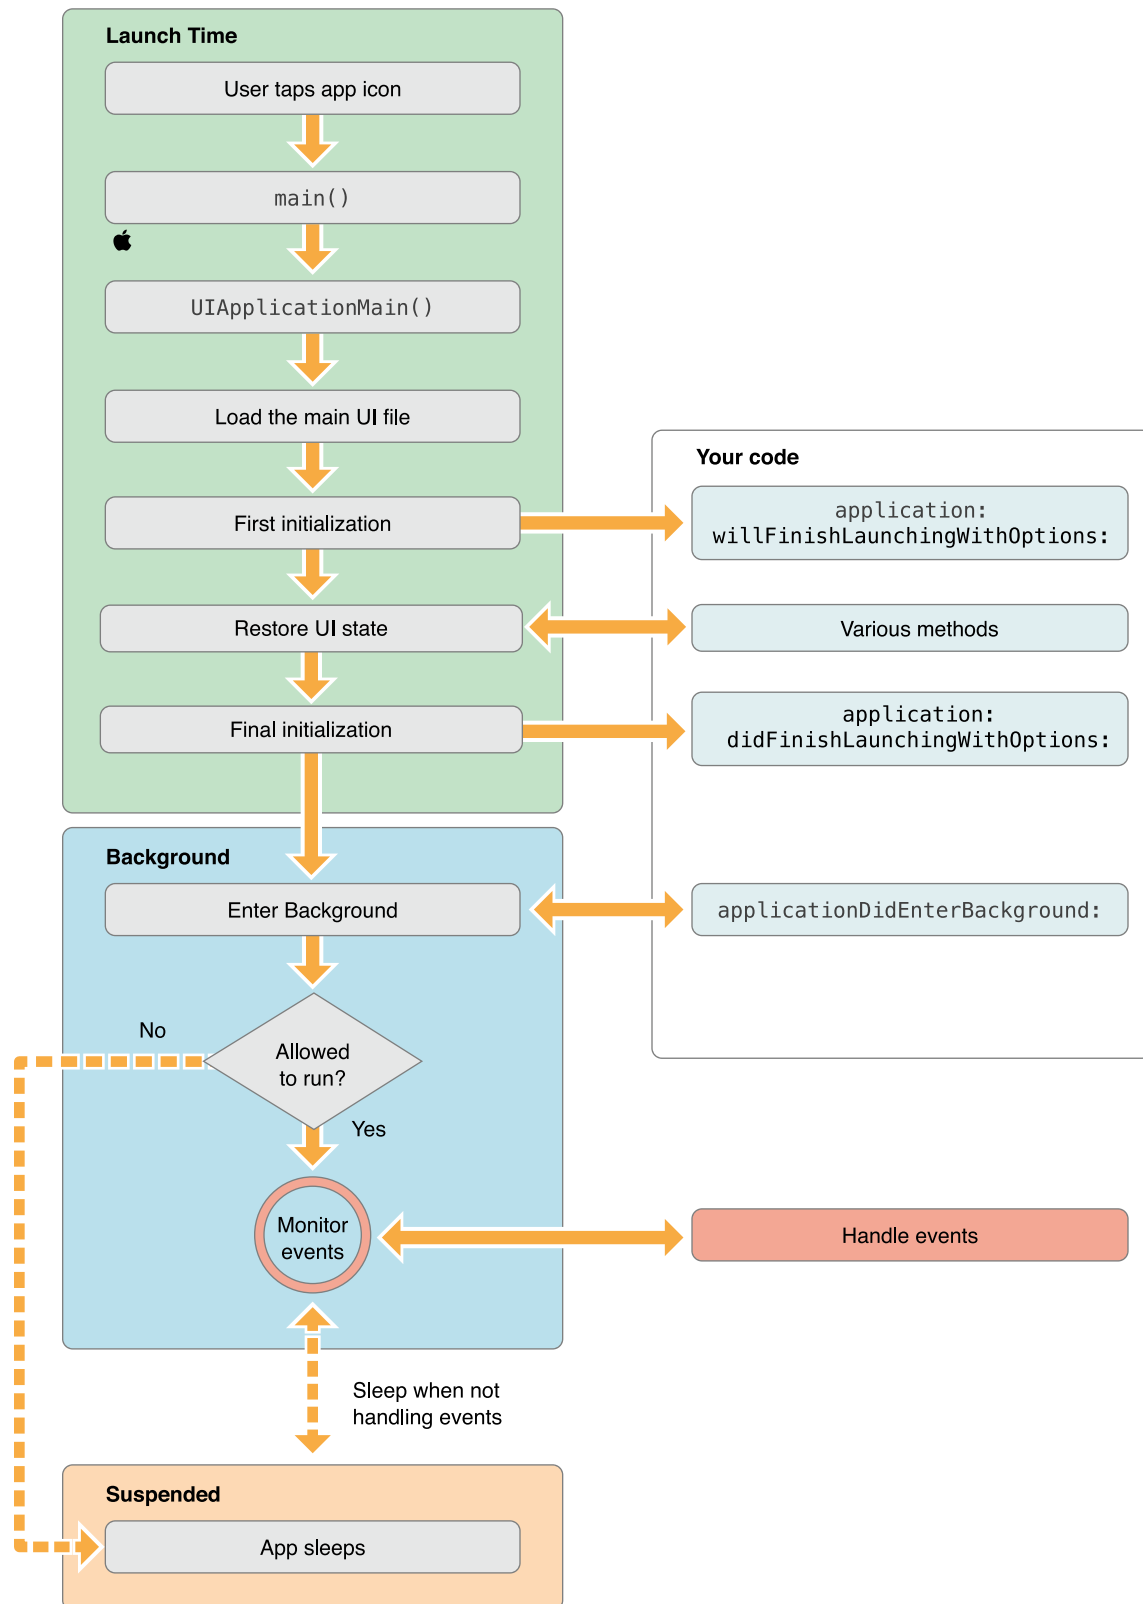 Launch Time
User taps app icon
main()
UIApplicationMain()
Load the main UI file
Your code
First initialization
application:
willFinishLaunchingWithOptions:
Restore UI state
Various methods
Final initialization
application:
didFinishLaunchingWithOptions:
Background
Enter Background
applicationDidEnterBackground:
No
Allowed
to run?
Yes
Monitor
events
Handle events
Sleep when not
handling events
Suspended
App sleeps